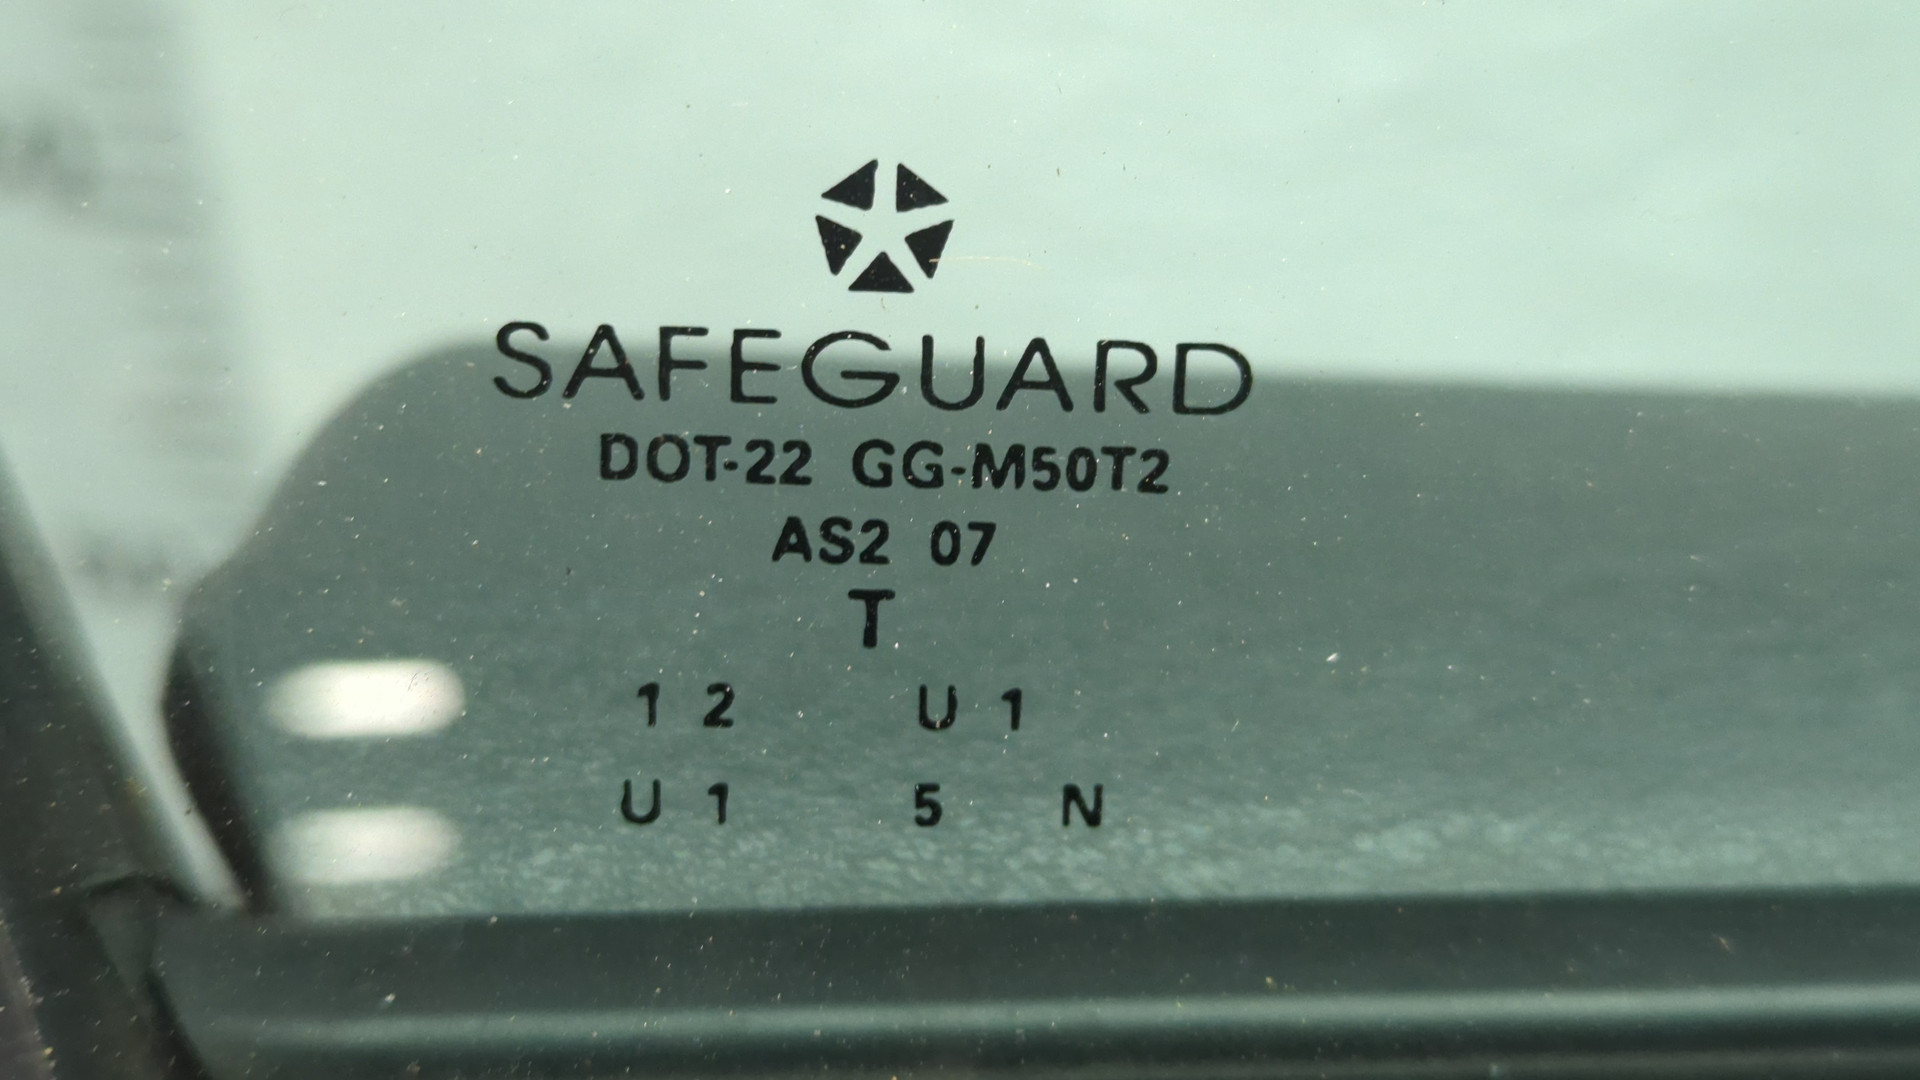 SAFEGUARD
DOT-22 GG-M50T2
AS2 07
T
1 2 U 1
U 1 5 N